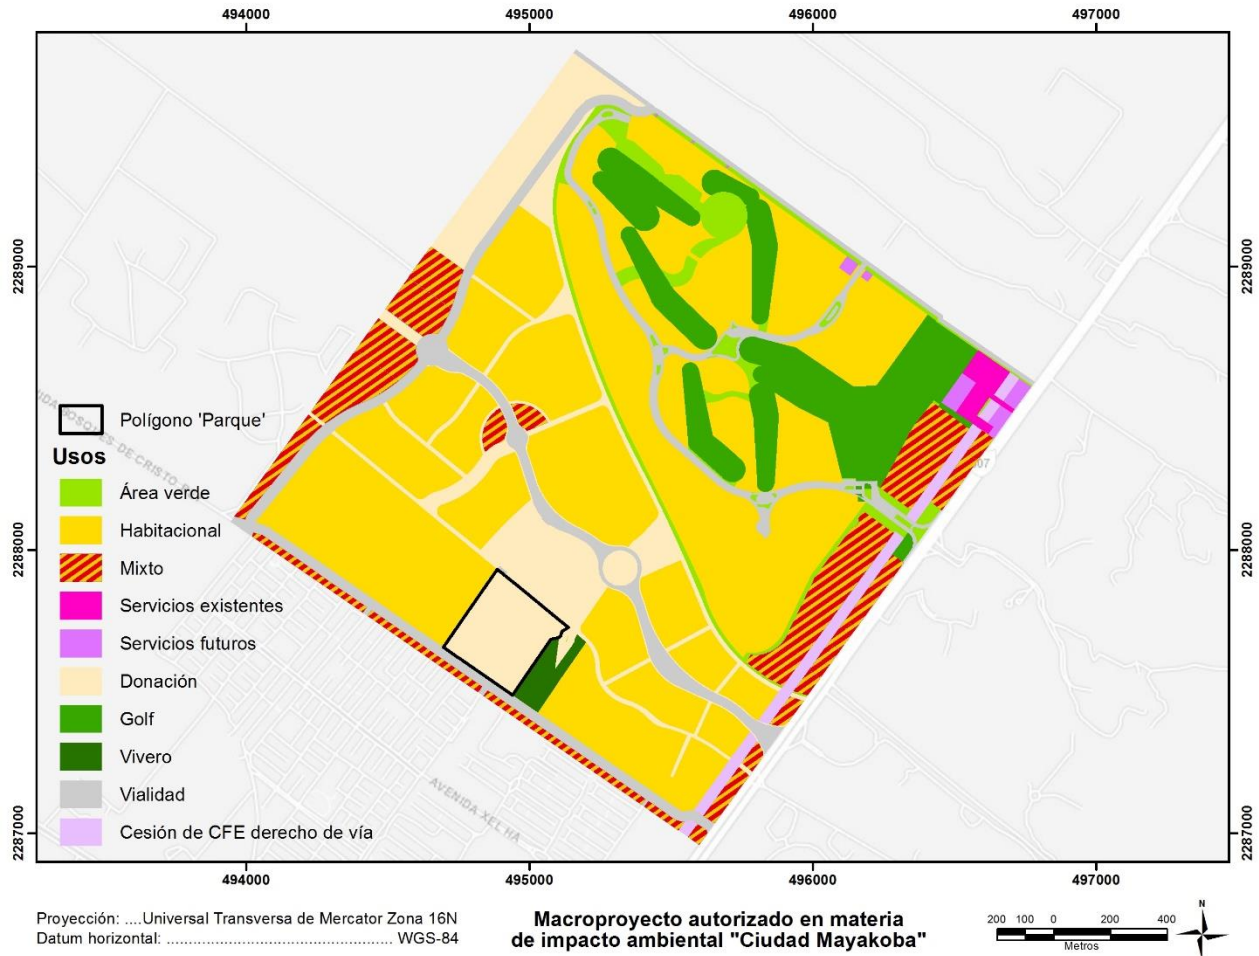 494000 495000 496000 497000
2289000 2289000
Polígono 'Parque'
Usos
Área verde
Habitacional
Mixto
Servicios existentes
Servicios futuros
Donación
Golf
Vivero
Vialidad
Cesión de CFE derecho de vía
DE CRISTO
AVENIDA XEL HA
2288000 2288000
2287000 2287000
494000 495000 496000 497000
Proyección: ....Universal Transversa de Mercator Zona 16N
Datum horizontal: .................................................. WGS-84
Macroproyecto autorizado en materia
de impacto ambiental "Ciudad Mayakoba"
200 100 0 200 400
Metros
N